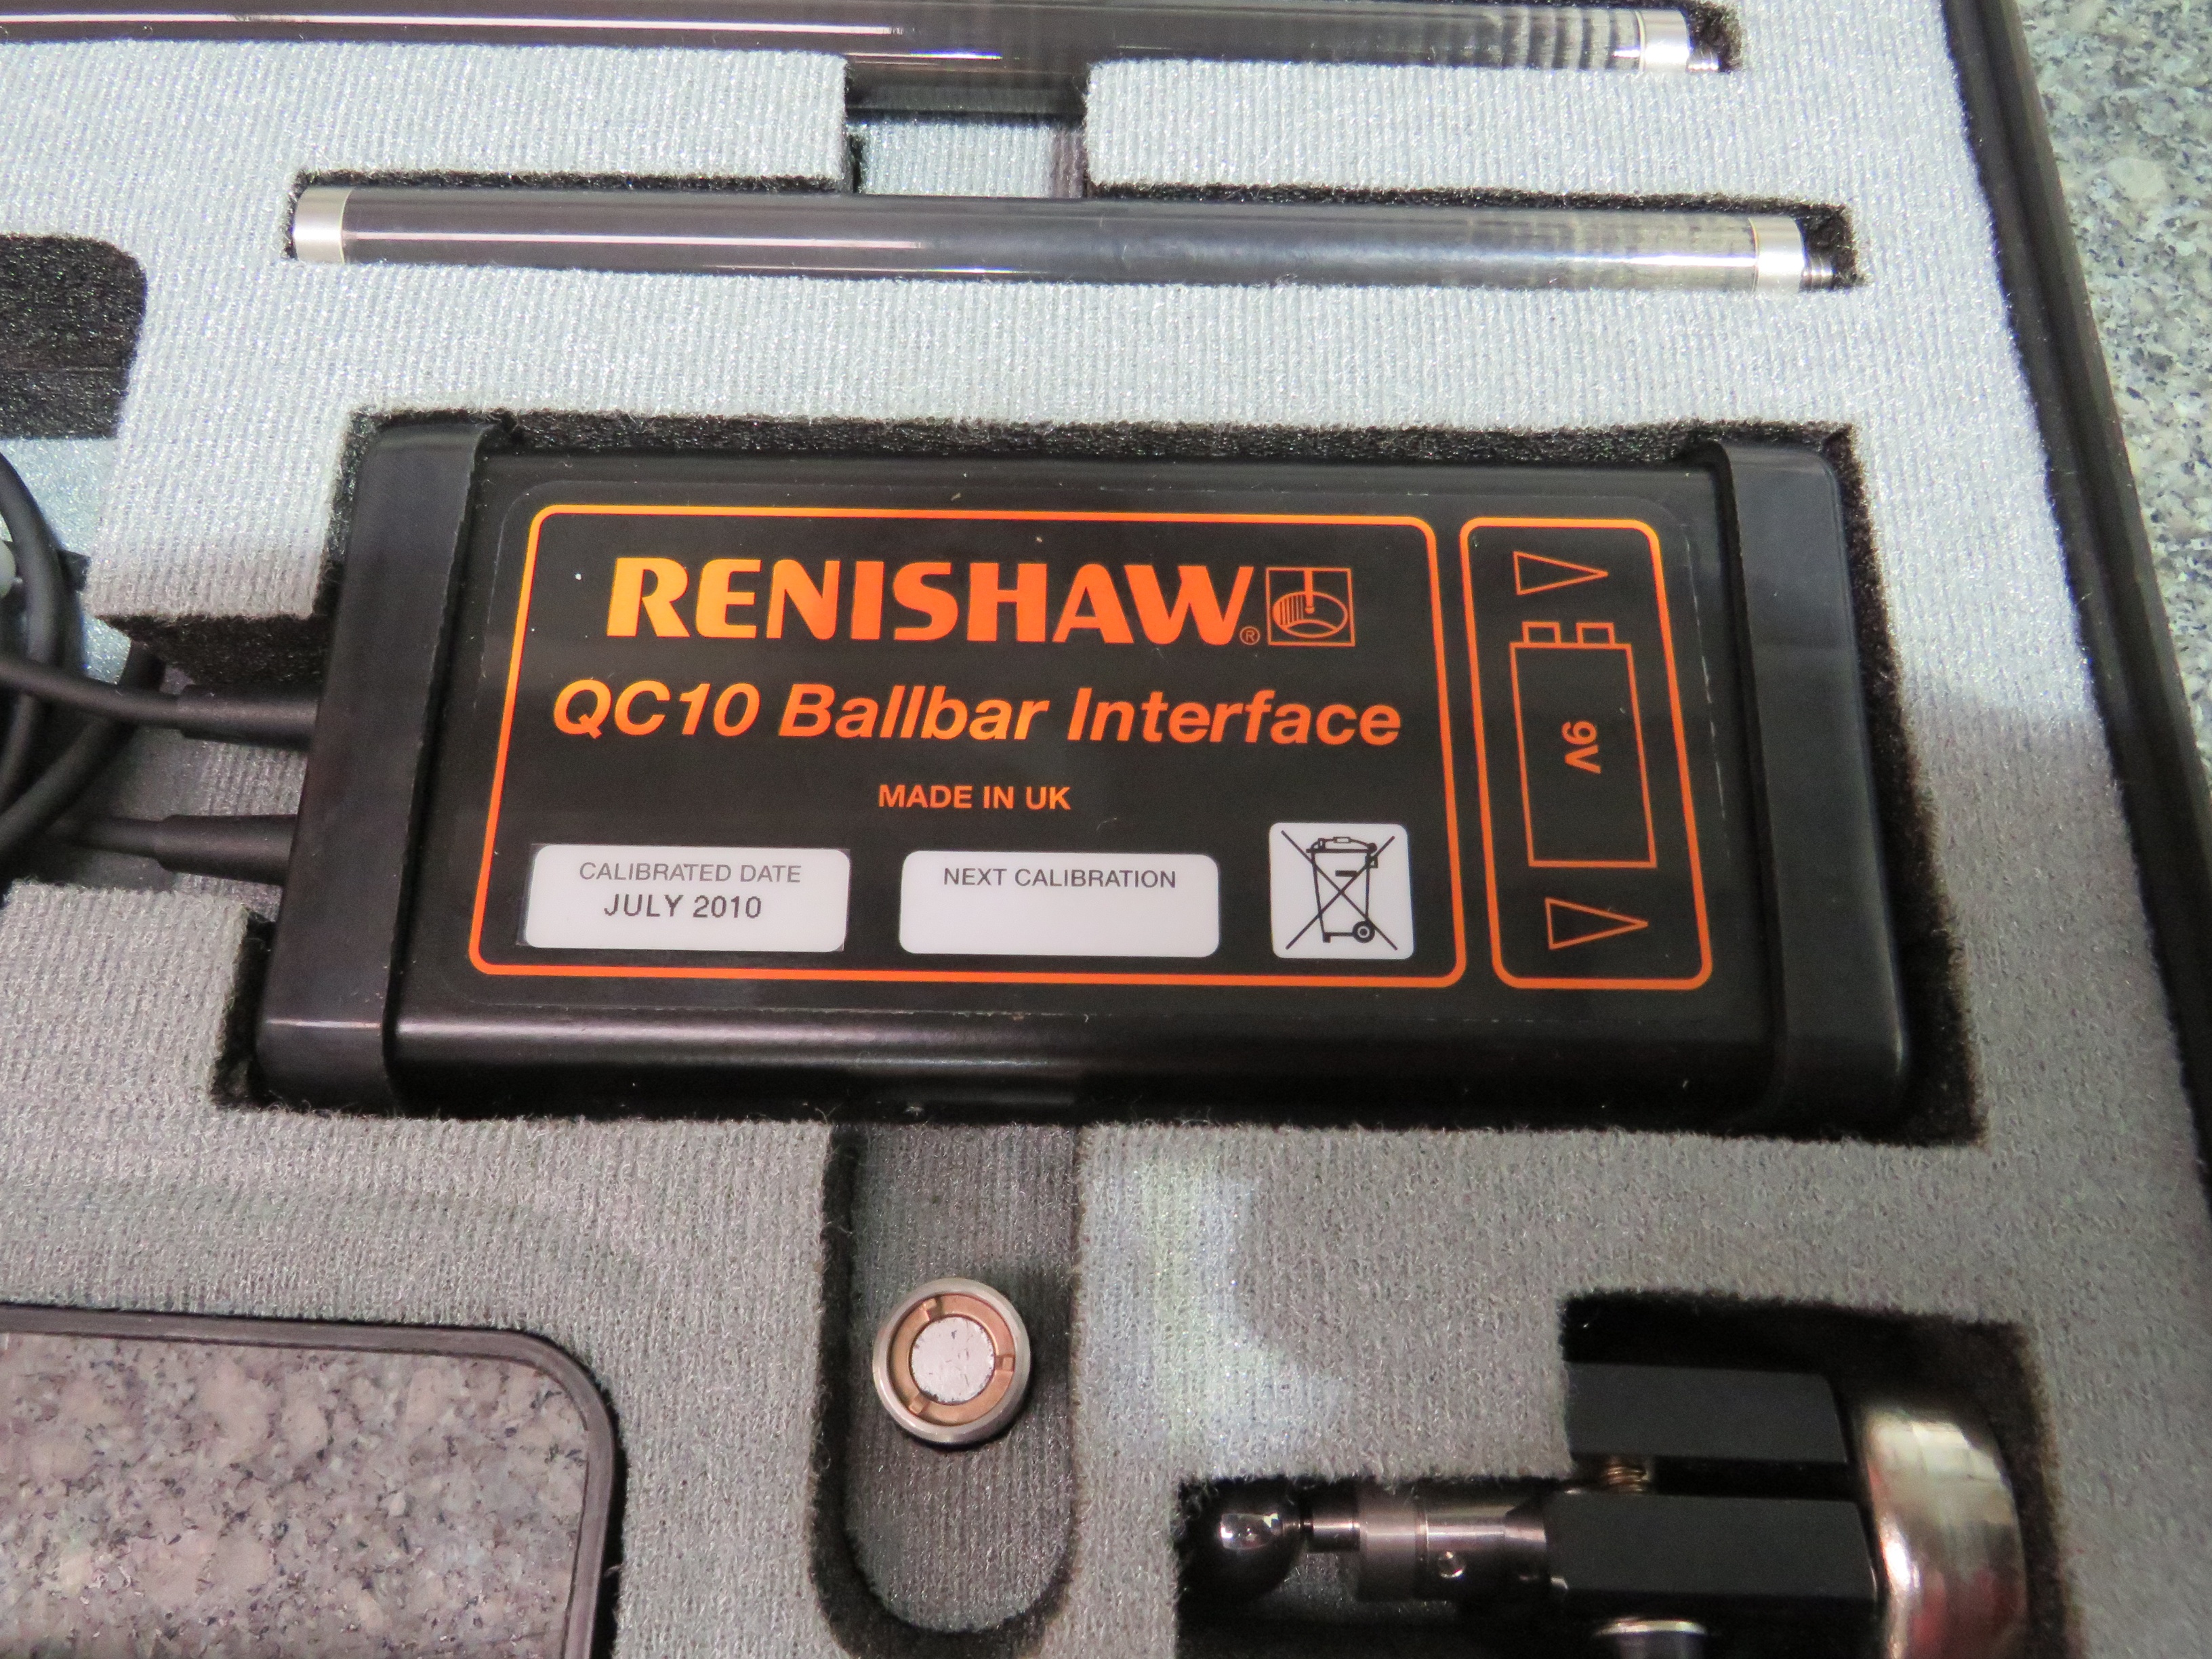 RENISHAW®
QC10 Ballbar Interface
MADE IN UK
CALIBRATED DATE
JULY 2010
NEXT CALIBRATION
9V